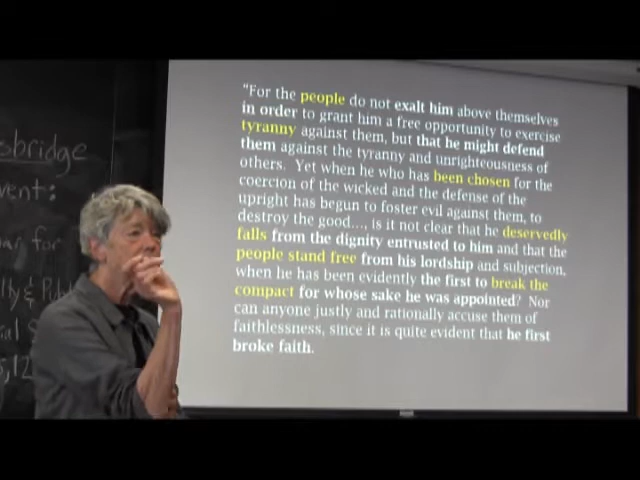 "For the people do not exalt him above themselves
in order to grant him a free opportunity to exercise
tyranny against them, but that he might defend
them against the tyranny and unrighteousness of
others. Yet when he who has been chosen for the
coercion of the wicked and the defense of the
upright has begun to foster evil against them, to
destroy the good..., is it not clear that he deservedly
falls from the dignity entrusted to him and that the
people stand free from his lordship and subjection,
when he has been evidently the first to break the
compact for whose sake he was appointed? Nor
can anyone justly and rationally accuse them of
faithlessness, since it is quite evident that he first
broke faith.
sbridge
vent:
for